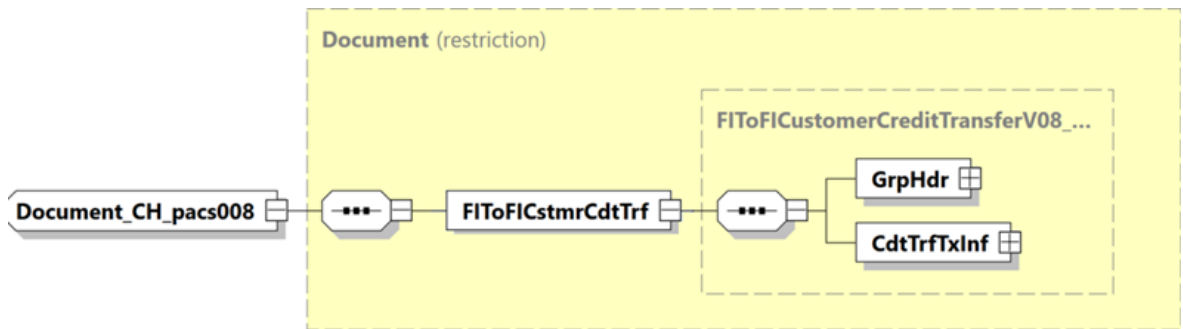 Document (restriction)
FIToFICustomerCreditTransferV08_...
GrpHdr
Document_CH_pacs008
FIToFICstmrCdtTrf
CdtTrfTxInf